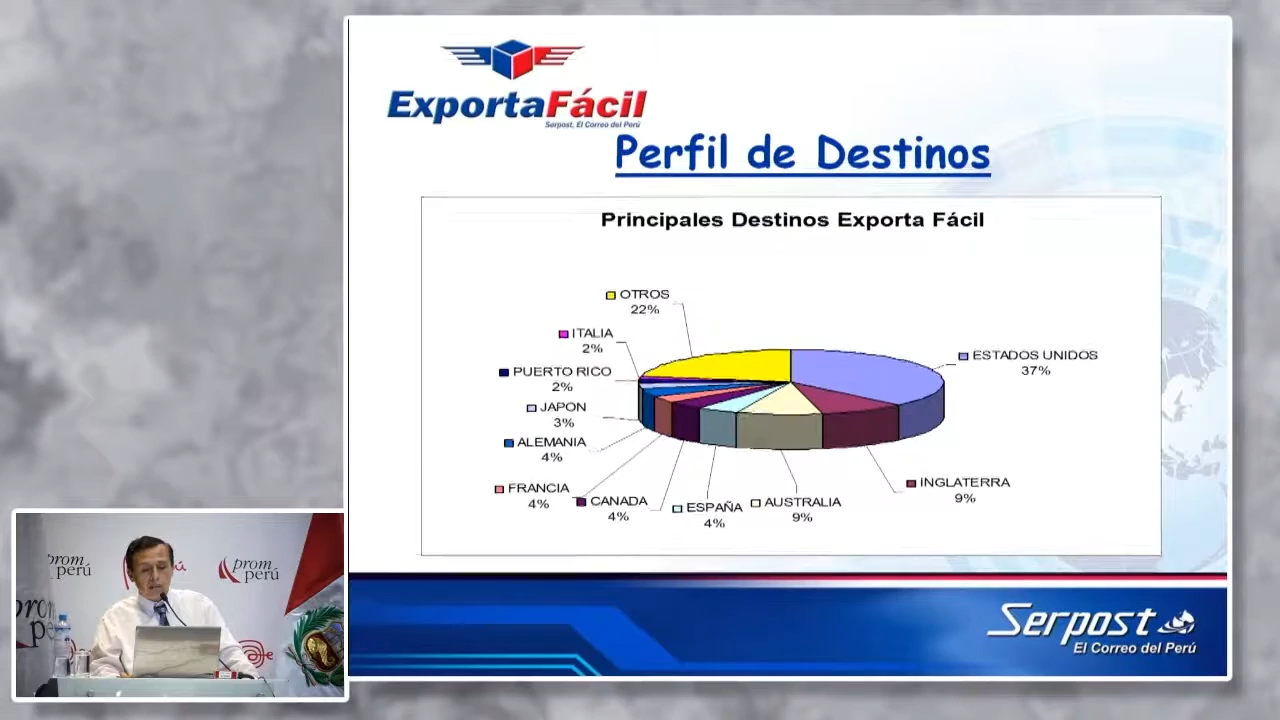 ExportaFácil
Serpost, El Correo del Perú
Perfil de Destinos
Principales Destinos Exporta Fácil
OTROS
22%
ITALIA
2%
PUERTO RICO
2%
JAPON
3%
ALEMANIA
4%
FRANCIA
4%
CANADA
4%
ESPAÑA
4%
AUSTRALIA
9%
INGLATERRA
9%
ESTADOS UNIDOS
37%
Serpost
El Correo del Perú
prom
perú
prom
perú